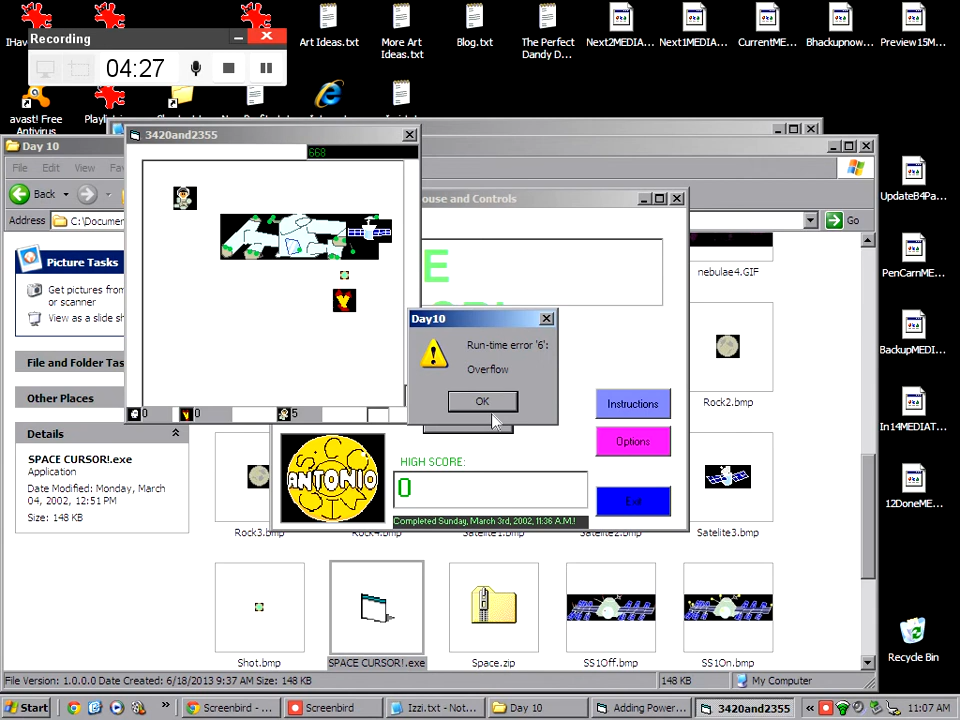 IHav
Art Ideas.txt
More Art
Ideas.txt
Blog.txt
The Perfect
Dandy D...
Next2MEDIA...
Next1MEDIA...
CurrentME...
Bhackupnow...
Preview15M...
Recording
04:27
avast! Free
Antivirus
Playli
3420and2355
668
Day 10
File
Edit
View
Fav
Back
Address
C:\Documen
Go
ouse and Controls
Picture Tasks
Get pictures from
or scanner
View as a slide sh
File and Folder Tas
Other Places
Details
SPACE CURSOR!.exe
Application
Date Modified: Monday, March
04, 2002, 12:51 PM
Size: 148 KB
0
0
5
E
Day10
Run-time error '6':
Overflow
OK
Instructions
Options
Exit
ANTONIO
HIGH SCORE:
0
Completed Sunday, March 3rd, 2002, 11:36 A.M.!
nebulae4.GIF
Rock2.bmp
Rock3.bmp
Rock4.bmp
Satelite1.bmp
Satelite2.bmp
Satelite3.bmp
Shot.bmp
SPACE CURSOR!.exe
Space.zip
SS1Off.bmp
SS1On.bmp
UpdateB4Pa...
PenCarnME...
BackupMEDI...
In14MEDIAT...
12DoneME...
Recycle Bin
File Version: 1.0.0.0 Date Created: 6/18/2013 9:37 AM Size: 148 KB
148 KB
My Computer
Start
»
Screenbird - ...
Screenbird
Izzi.txt - Not...
Day 10
Adding Power...
3420and2355
«
11:07 AM